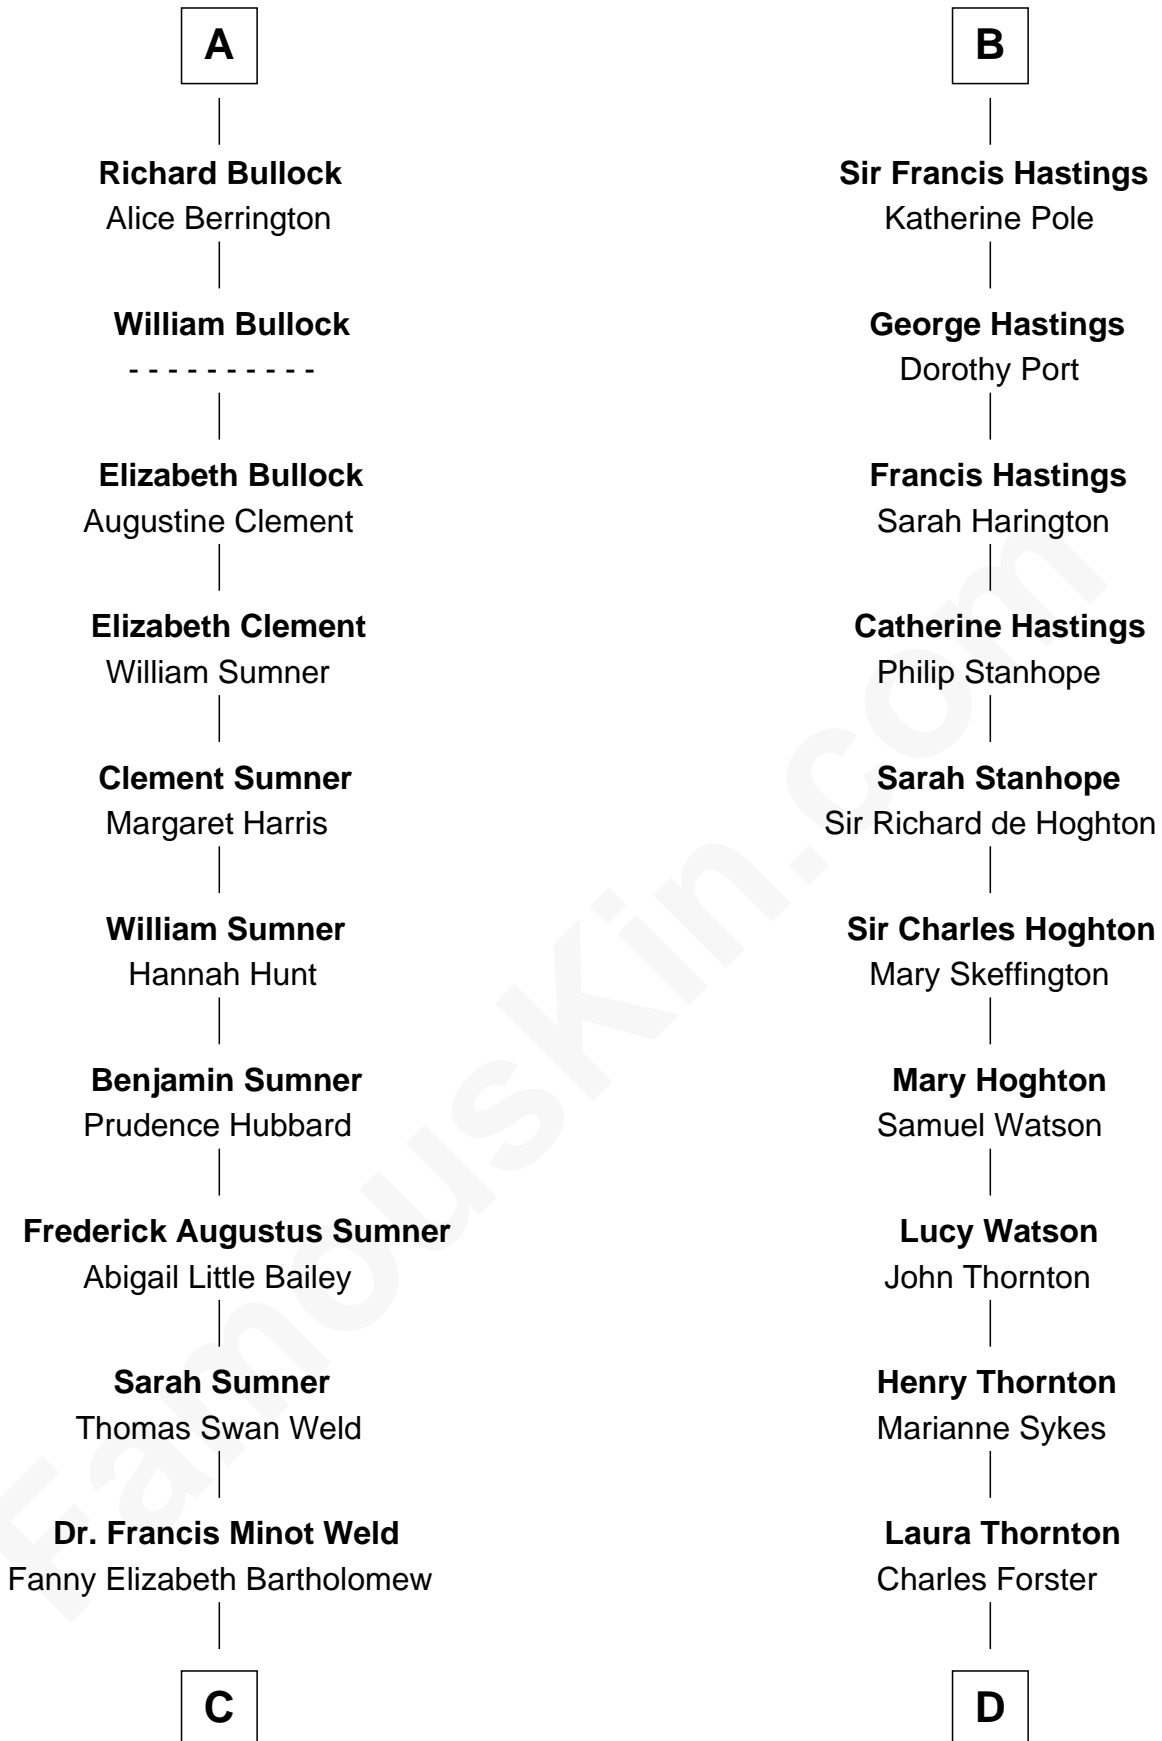 A
Richard Bullock
Alice Berrington
William Bullock
- - - - - - - - - -
Elizabeth Bullock
Augustine Clement
Elizabeth Clement
William Sumner
Clement Sumner
Margaret Harris
William Sumner
Hannah Hunt
Benjamin Sumner
Prudence Hubbard
Frederick Augustus Sumner
Abigail Little Bailey
Sarah Sumner
Thomas Swan Weld
Dr. Francis Minot Weld
Fanny Elizabeth Bartholomew
C
B
Sir Francis Hastings
Katherine Pole
George Hastings
Dorothy Port
Francis Hastings
Sarah Harington
Catherine Hastings
Philip Stanhope
Sarah Stanhope
Sir Richard de Hoghton
Sir Charles Hoghton
Mary Skeffington
Mary Hoghton
Samuel Watson
Lucy Watson
John Thornton
Henry Thornton
Marianne Sykes
Laura Thornton
Charles Forster
D
FamousKin.com